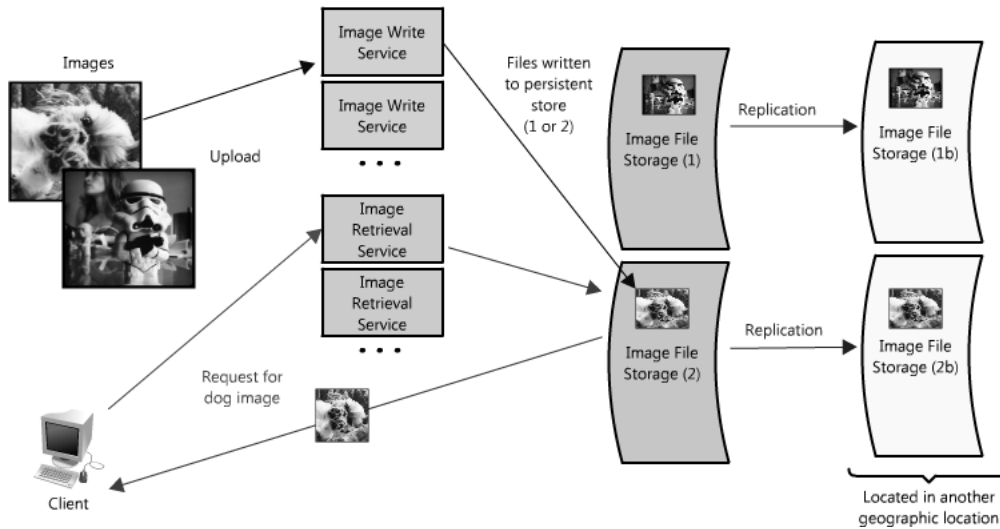 Images
Upload
Image Write
Service
Image Write
Service
• • •
Files written
to persistent
store
(1 or 2)
Image File
Storage (1)
Replication
Image File
Storage (1b)
Image
Retrieval
Service
Image
Retrieval
Service
• • •
Image File
Storage (2)
Replication
Image File
Storage (2b)
Request for
dog image
Client
Located in another
geographic location